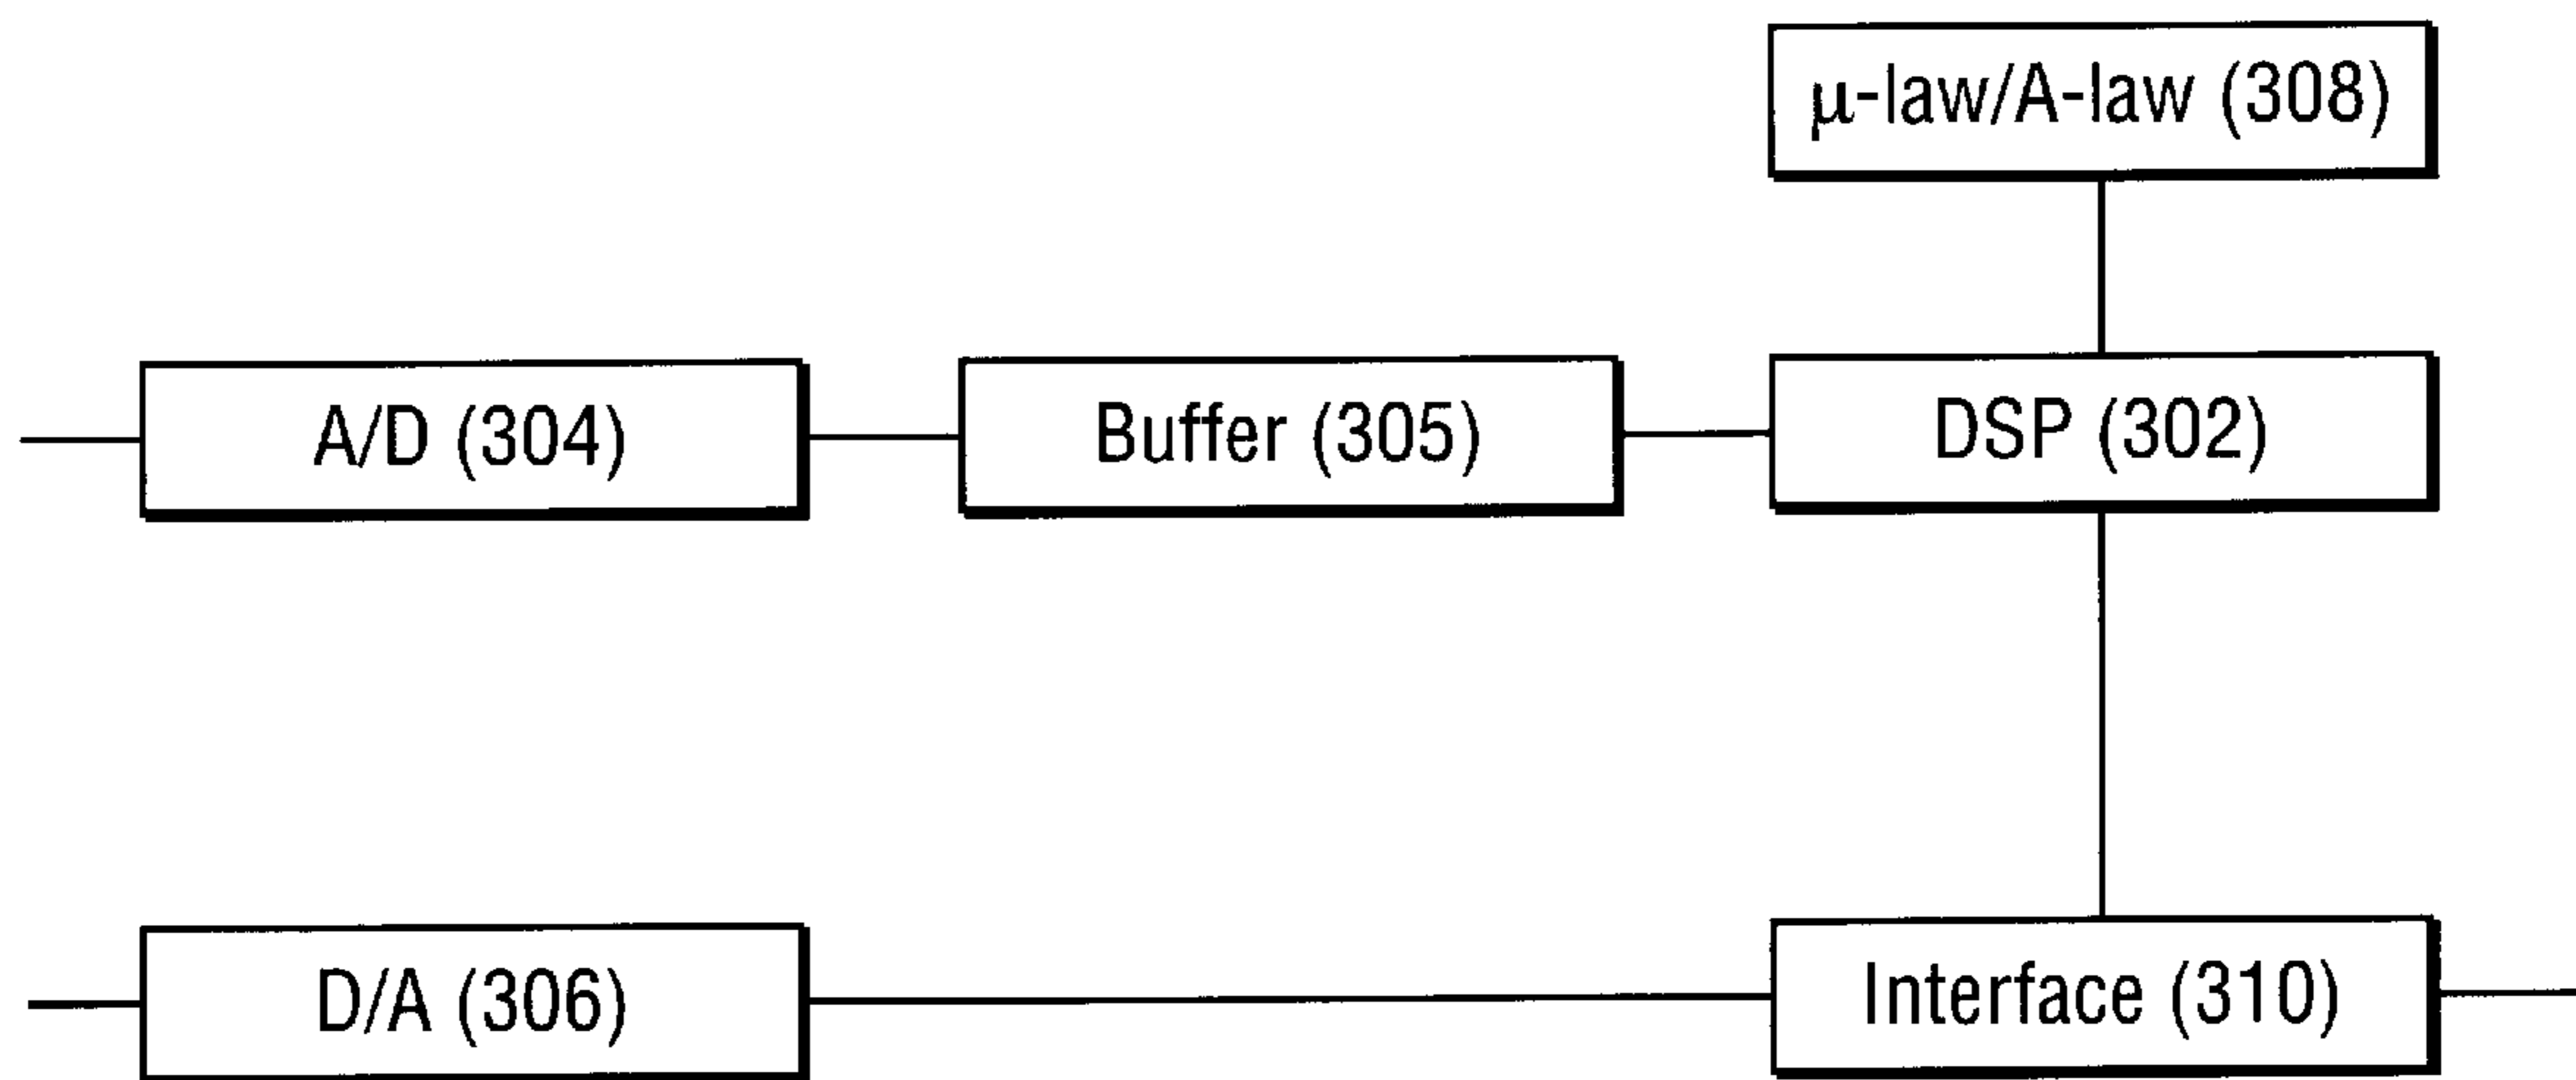 μ-law/A-law (308)
A/D (304)
Buffer (305)
DSP (302)
D/A (306)
Interface (310)